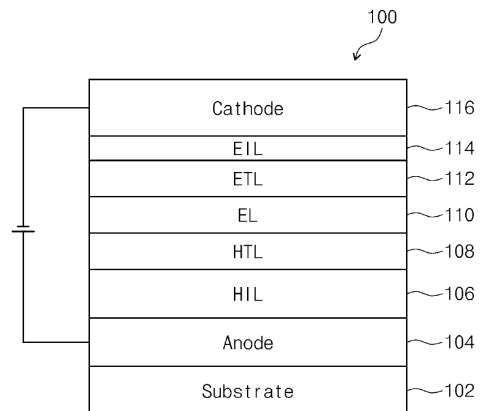 100
Cathode 116
EIL 114
ETL 112
EL 110
HTL 108
HIL 106
Anode 104
Substrate 102